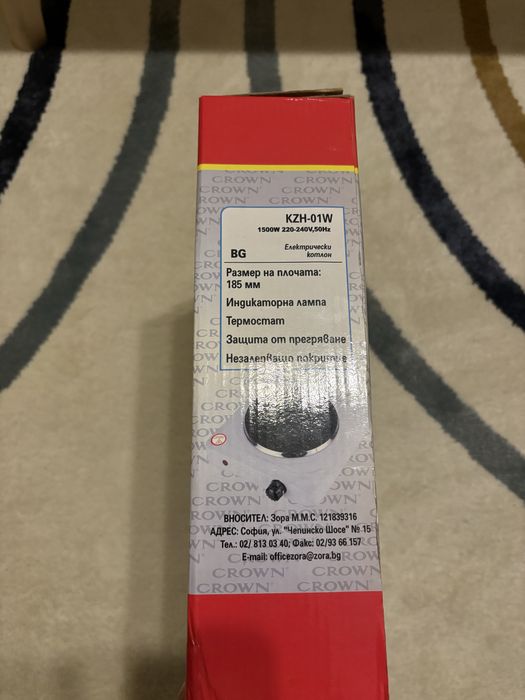 CROWN
KZH-01W
1500W 220-240V,50Hz
BG
Електрически
котлон
Размер на плочата:
185 мм
Индикаторна лампа
Термостат
Защита от прегряване
Незалепващо покритие
ВНОСИТЕЛ: Зора М.М.С. 121839316
АДРЕС: София, ул. "Чепинско Шосе" № 15
Тел.: 02/ 813 03 40; Факс: 02/93 66 157
E-mail: officezora@zora.bg
CROWN